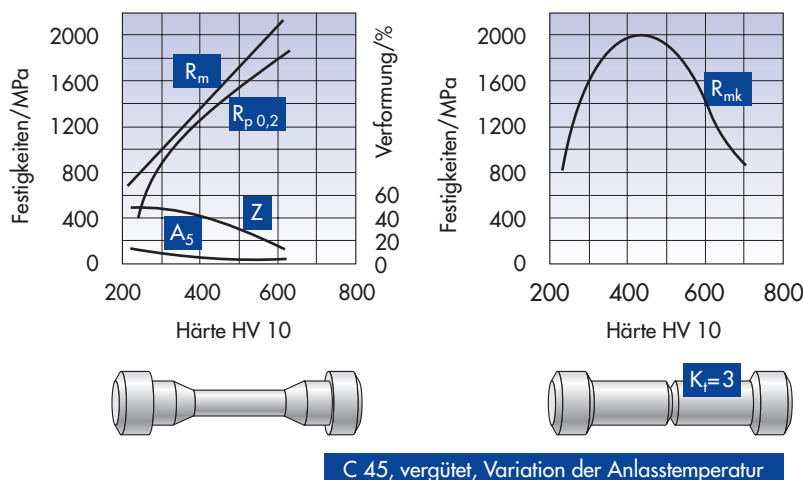 Festigkeiten/MPa
2000
1600
1200
800
400
0
R_m
R_p 0,2
Z
A_5
Verformung/%
60
40
20
0
200 400 600 800
Härte HV 10
Festigkeiten/MPa
2000
1600
1200
800
400
0
R_mk
200 400 600 800
Härte HV 10
K_t=3
C 45, vergütet, Variation der Anlasstemperatur